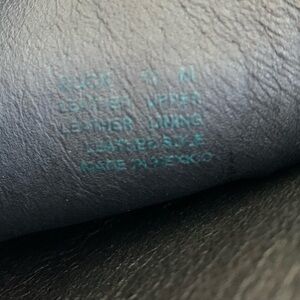 LEATHER UPPER
LEATHER LINING
LEATHER SOLE
MADE IN MEXICO